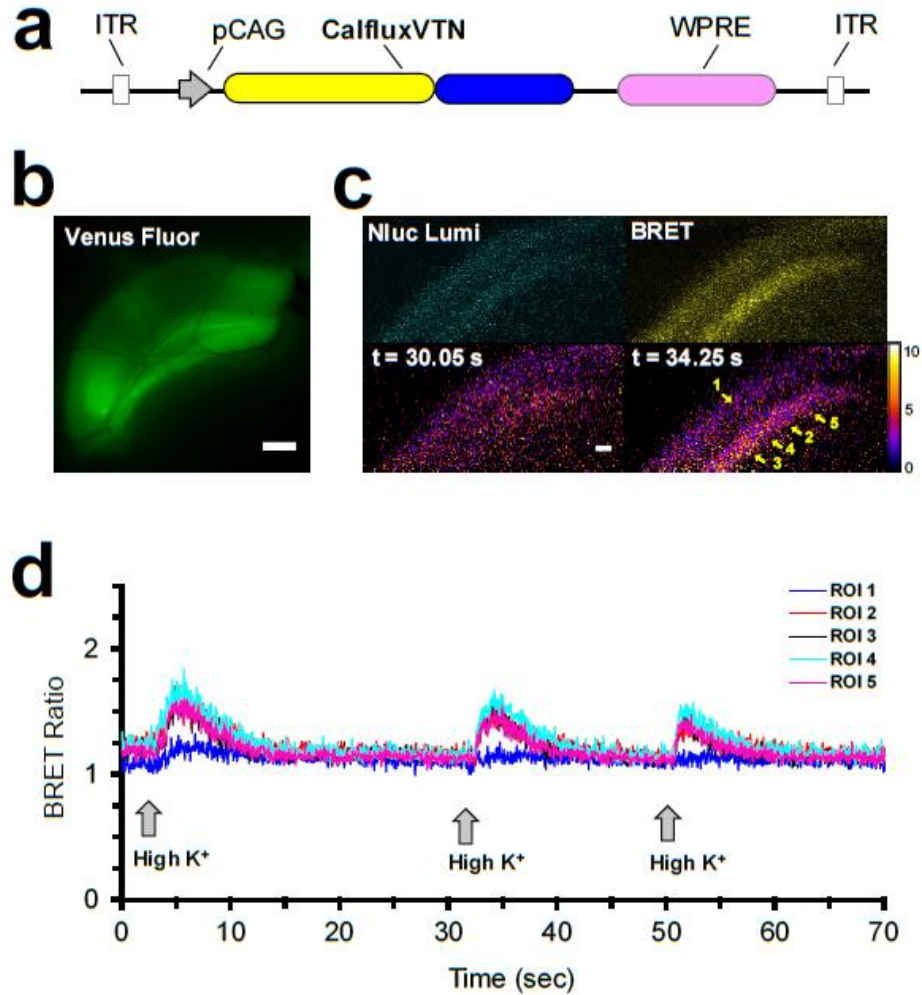 a
ITR
pCAG
CalfluxVTN
WPRE
ITR
b
Venus Fluor
c
Nluc Lumi
BRET
t = 30.05 s
t = 34.25 s
1
5
2
4
3
10
5
0
d
BRET Ratio
2
1
0
ROI 1
ROI 2
ROI 3
ROI 4
ROI 5
High K⁺
High K⁺
High K⁺
0 10 20 30 40 50 60 70
Time (sec)